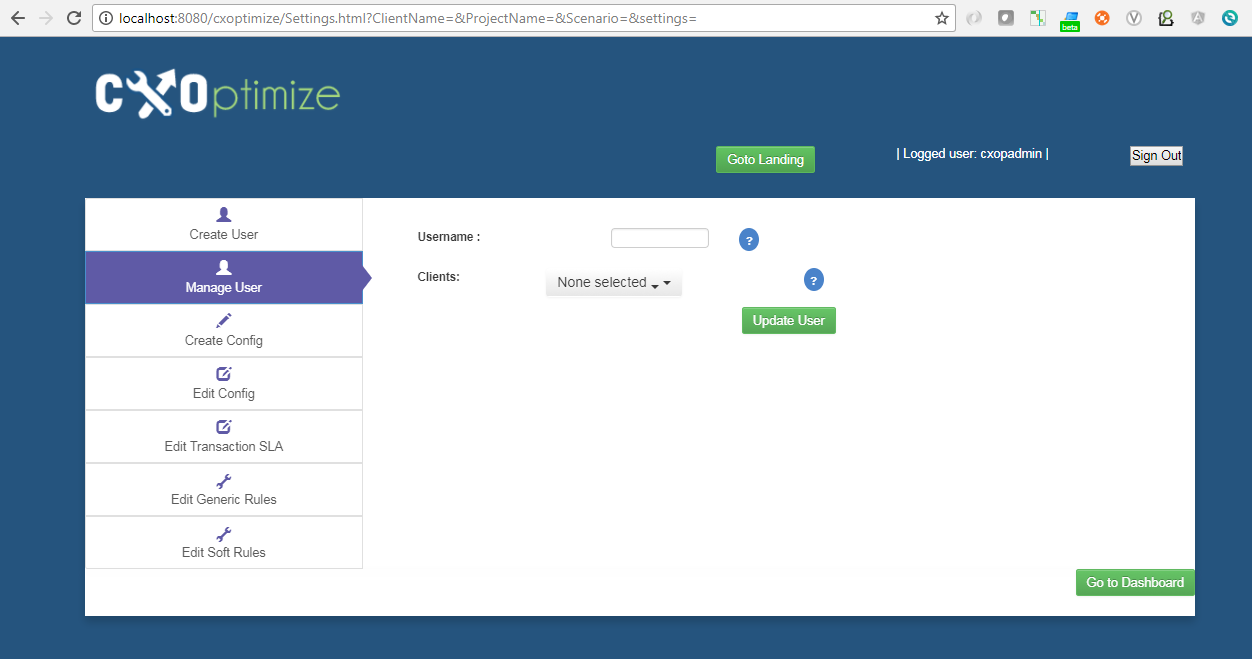 localhost:8080/cxoptimize/Settings.html?ClientName=&ProjectName=&Scenario=&settings=
beta
CXOptimize
Goto Landing
| Logged user: cxopadmin |
Sign Out
Create User
Manage User
Create Config
Edit Config
Edit Transaction SLA
Edit Generic Rules
Edit Soft Rules
Username :
?
Clients:
None selected
?
Update User
Go to Dashboard